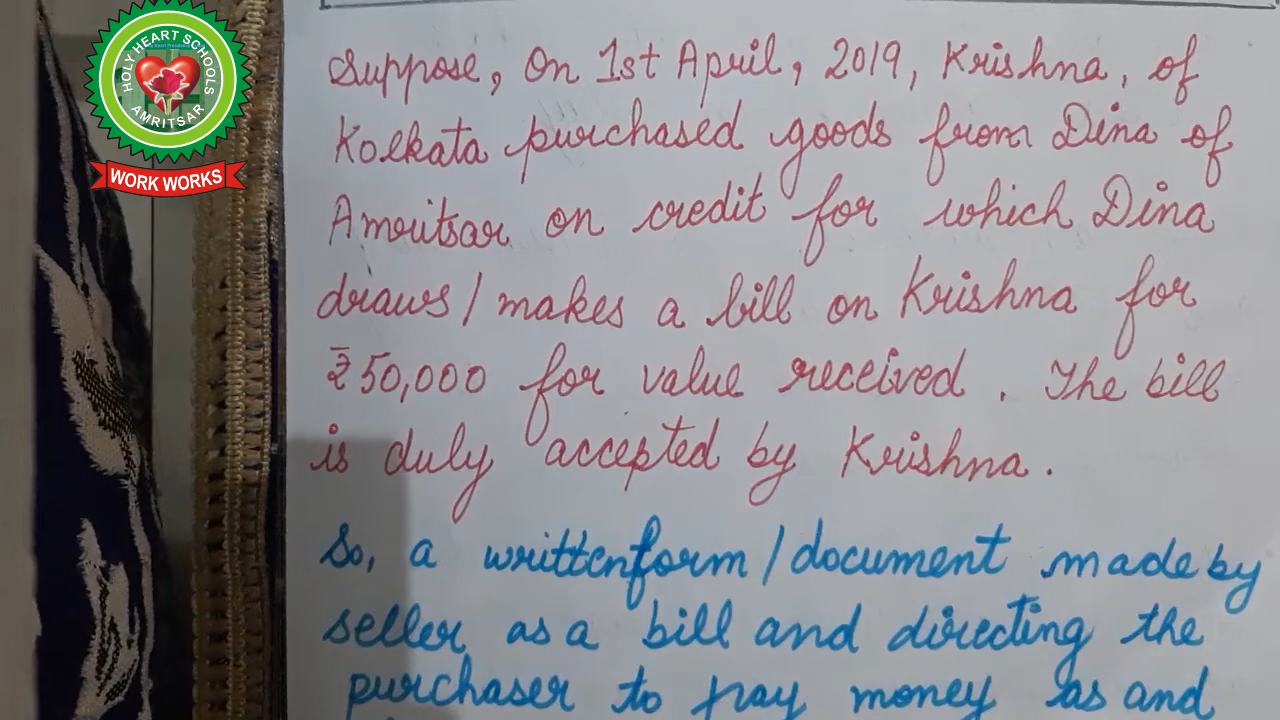 HOLY HEART SCHOOLS
AMRITSAR
WORK WORKS
Suppose, On 1st April, 2019, Krishna, of
Kolkata purchased goods from Dina of
Amritsar on credit for which Dina
draws/makes a bill on Krishna for
₹50,000 for value received. The bill
is duly accepted by Krishna.
So, a writtenform/document made by
seller as a bill and directing the
purchaser to pay money as and